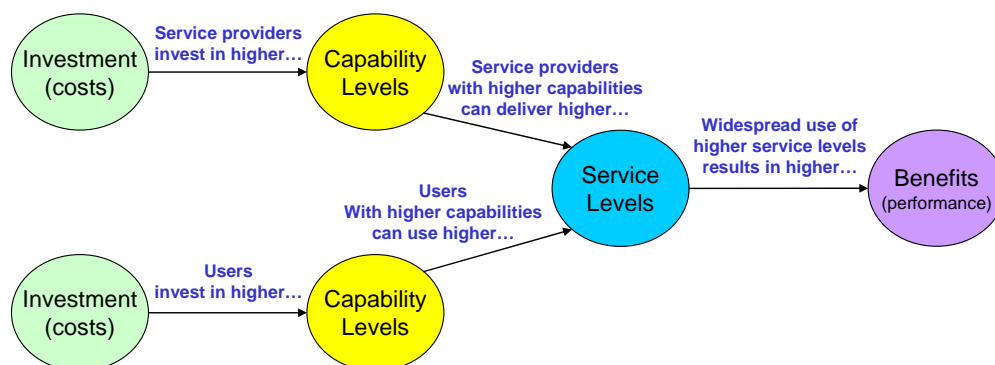 Investment
(costs)
Service providers
invest in higher…
Capability
Levels
Service providers
with higher capabilities
can deliver higher…
Service
Levels
Widespread use of
higher service levels
results in higher…
Benefits
(performance)
Users
With higher capabilities
can use higher…
Investment
(costs)
Users
invest in higher…
Capability
Levels